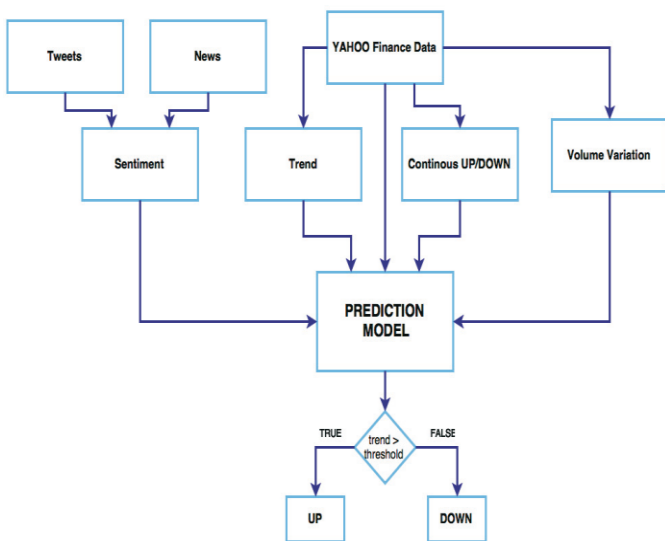 Tweets
News
YAHOO Finance Data
Sentiment
Trend
Continous UP/DOWN
Volume Variation
PREDICTION
MODEL
TRUE
trend >
threshold
FALSE
UP
DOWN